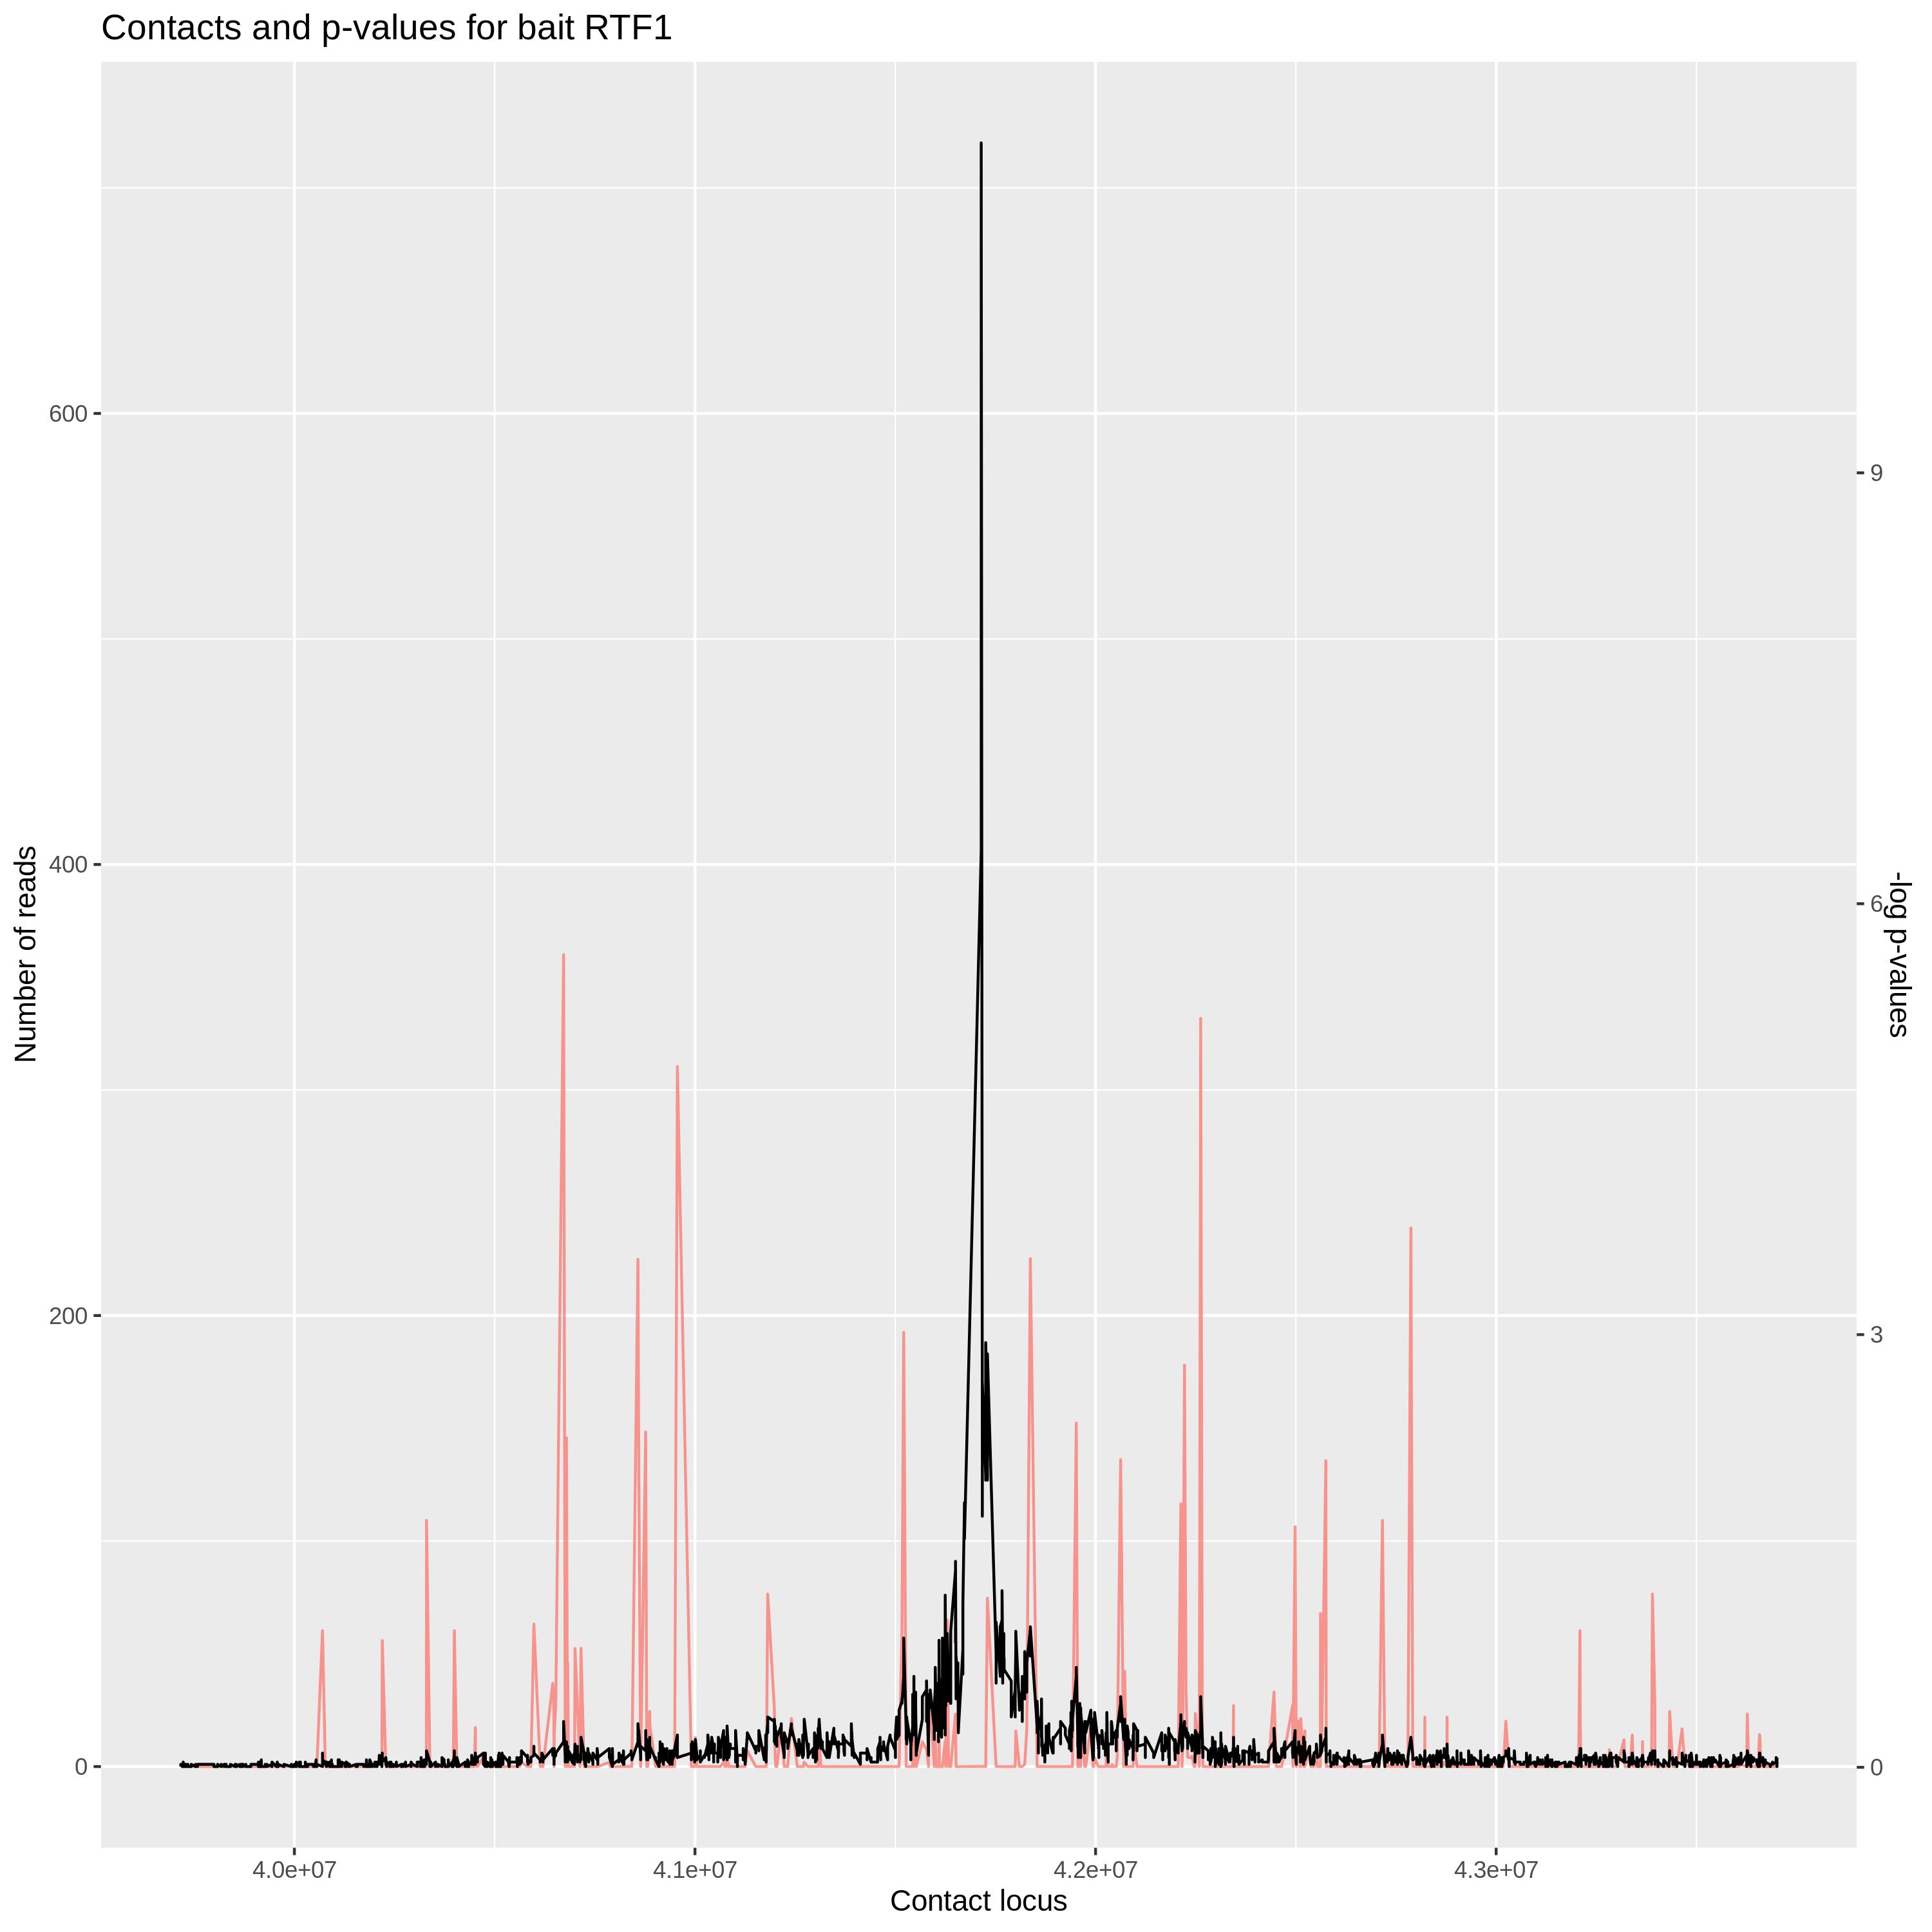 Contacts and p-values for bait RTF1
Number of reads
600
400
200
0
9
6
3
0
-log p-values
4.0e+07
4.1e+07
4.2e+07
4.3e+07
Contact locus